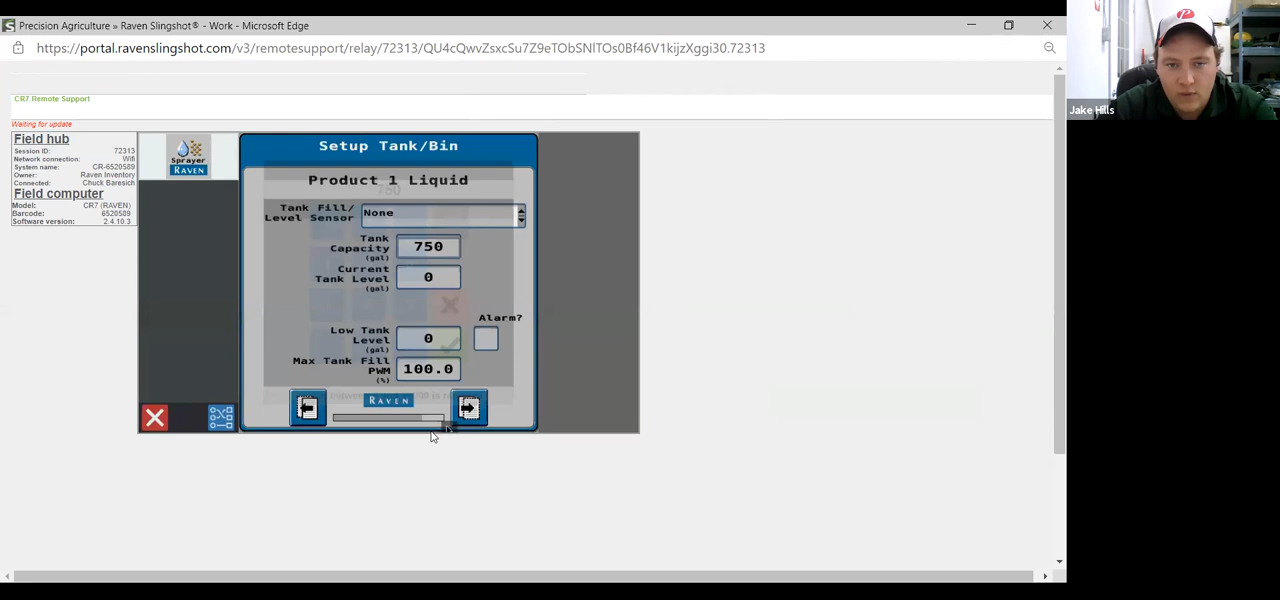 Precision Agriculture » Raven Slingshot® - Work - Microsoft Edge
https://portal.ravenslingshot.com/v3/remotesupport/relay/72313/QU4cQwvZsxcSu7Z9eTObSNlTOs0Bf46V1kijzXggi30.72313
Jake Hills
CR7 Remote Support
Waiting for update
Field hub
Session ID: 72313
Network connection: Wifi
System name: CR-6520589
Owner: Raven Inventory
Connected: Chuck Baresich
Field computer
Model: CR7 (RAVEN)
Barcode: 6520589
Software version: 2.4.10.3
Sprayer
RAVEN
Setup Tank/Bin
Product 1 Liquid
750
Tank Fill/
Level Sensor
None
Tank
Capacity
(gal)
750
Current
Tank Level
(gal)
0
Alarm?
Low Tank
Level
(gal)
0
Max Tank Fill
PWM
(%)
100.0
RAVEN